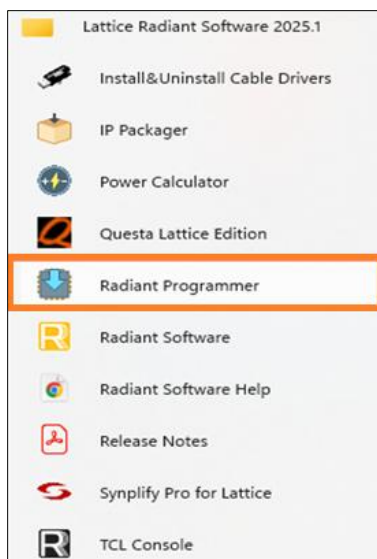 Lattice Radiant Software 2025.1
Install&Uninstall Cable Drivers
IP Packager
Power Calculator
Questa Lattice Edition
Radiant Programmer
Radiant Software
Radiant Software Help
Release Notes
Synplify Pro for Lattice
TCL Console